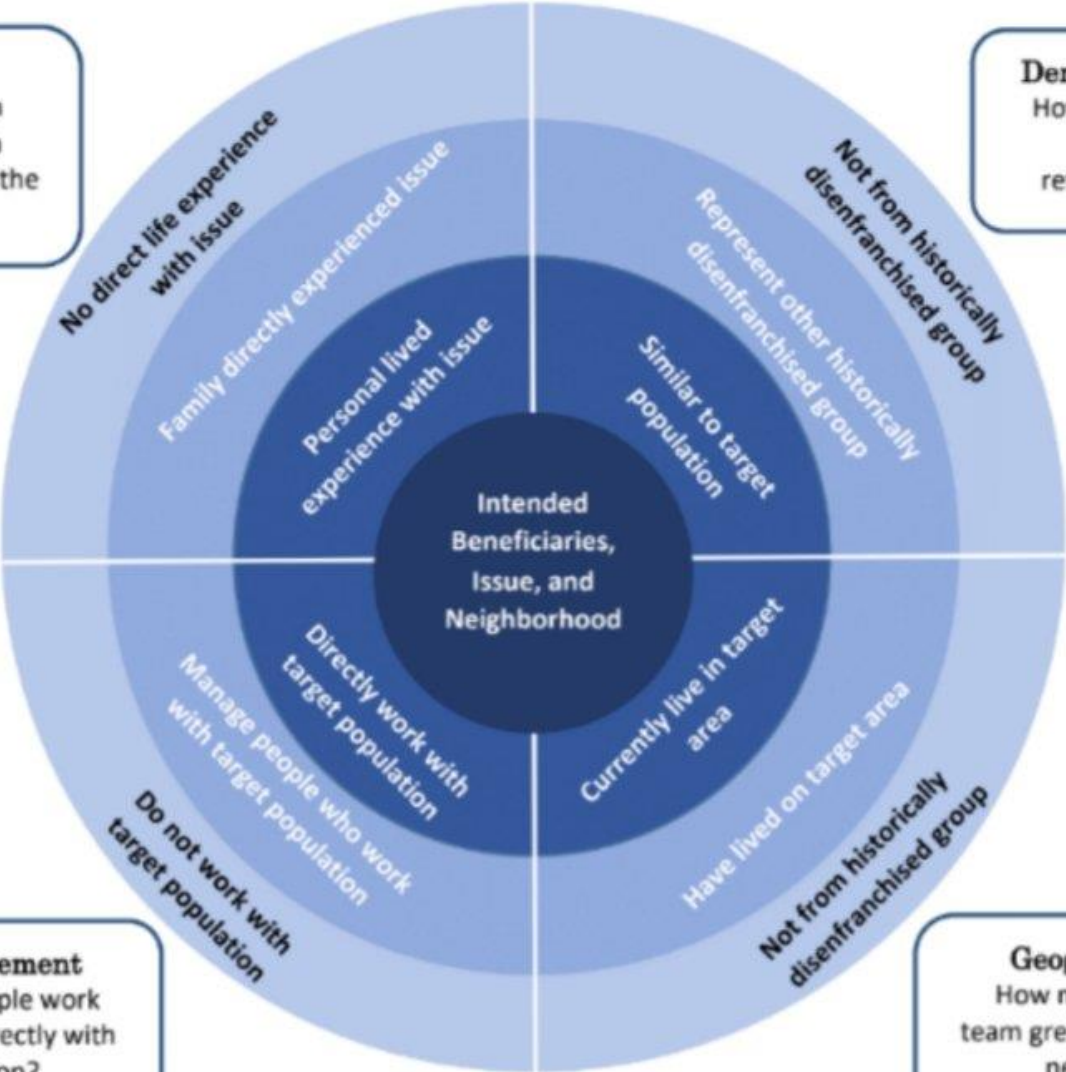 the
No direct life experience
with issue
Family directly experienced issue
Personal lived
experience with issue
Not from historically
disenfranchised group
Represent other historically
disenfranchised group
Similar to target
population
Ho
Intended
Beneficiaries,
Issue, and
Neighborhood
Directly work with
target population
Manage people who work
with target population
Do not work with
target population
Currently live in target
area
Have lived on target area
Not from historically
disenfranchised group
ement
ple work
ectly with
Geo
How
team gre